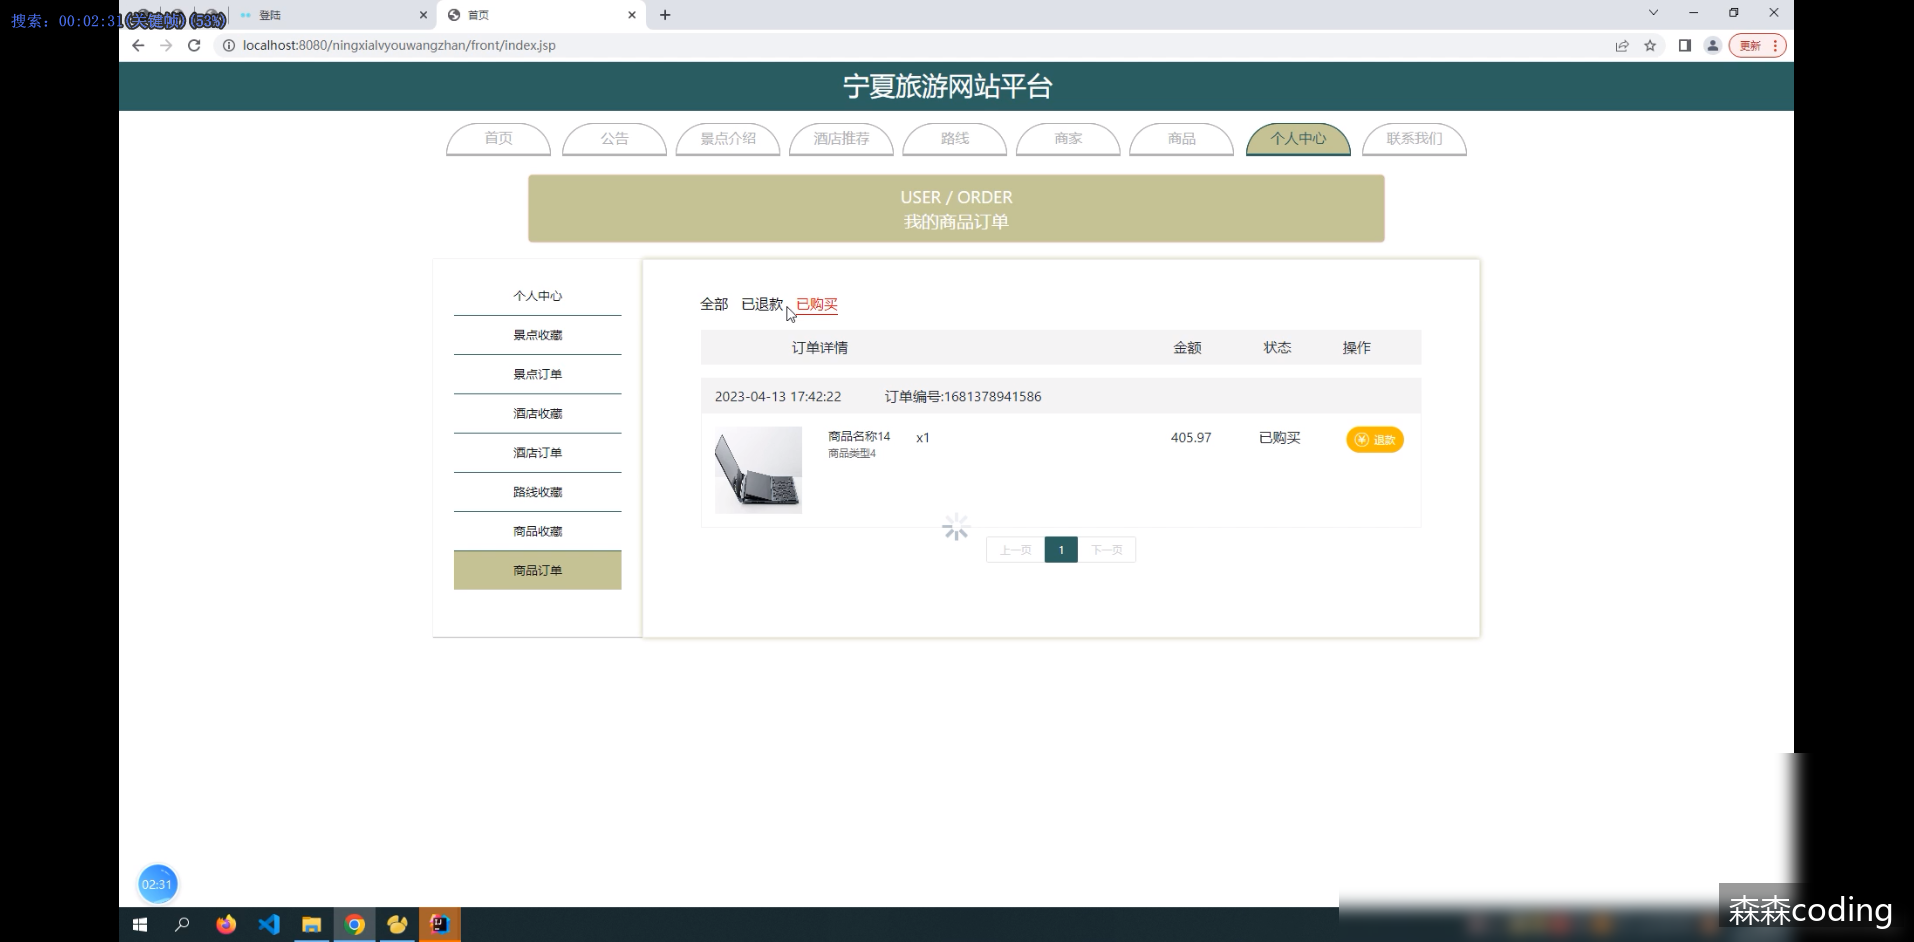 搜索: 00:02:31(关键帧) (53%)
登陆
首页
localhost:8080/ningxialvyouwangzhan/front/index.jsp
更新
宁夏旅游网站平台
首页 公告 景点介绍 酒店推荐 路线 商家 商品 个人中心 联系我们
USER / ORDER
我的商品订单
个人中心
景点收藏
景点订单
酒店收藏
酒店订单
路线收藏
商品收藏
商品订单
全部 已退款 已购买
订单详情 金额 状态 操作
2023-04-13 17:42:22 订单编号:1681378941586
商品名称14 x1 405.97 已购买 退款
商品类型4
上一页 1 下一页
02:31
森森coding